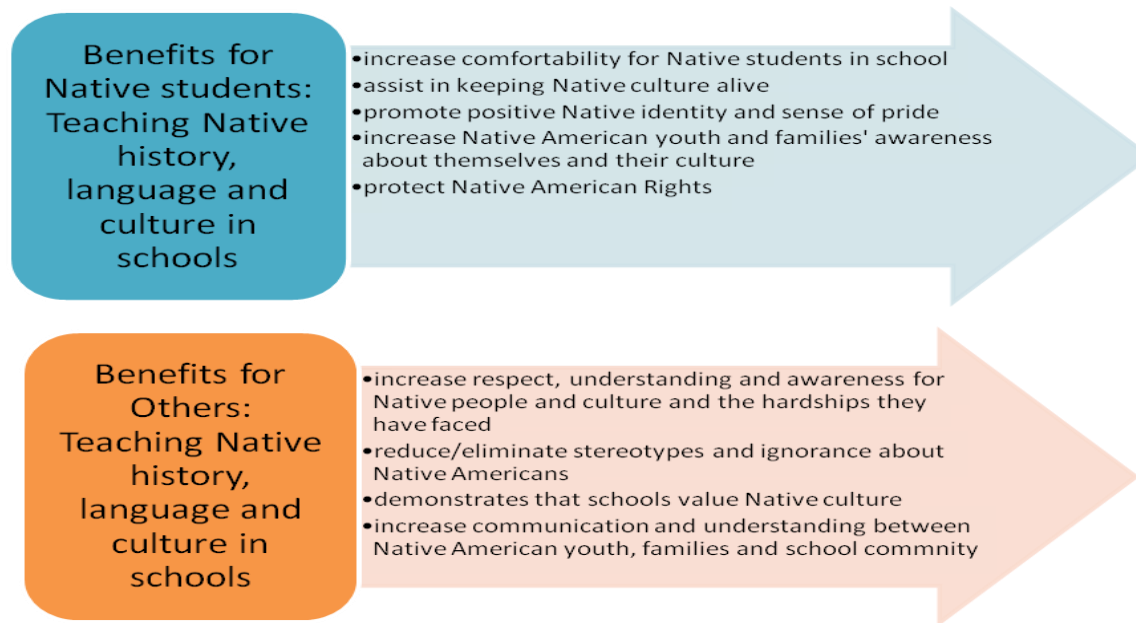 Benefits for
Native students:
Teaching Native
history,
language and
culture in
schools
•increase comfortability for Native students in school
•assist in keeping Native culture alive
•promote positive Native identity and sense of pride
•increase Native American youth and families' awareness
about themselves and their culture
•protect Native American Rights
Benefits for
Others:
Teaching Native
history,
language and
culture in
schools
•increase respect, understanding and awareness for
Native people and culture and the hardships they
have faced
•reduce/eliminate stereotypes and ignorance about
Native Americans
•demonstrates that schools value Native culture
•increase communication and understanding between
Native American youth, families and school commnity